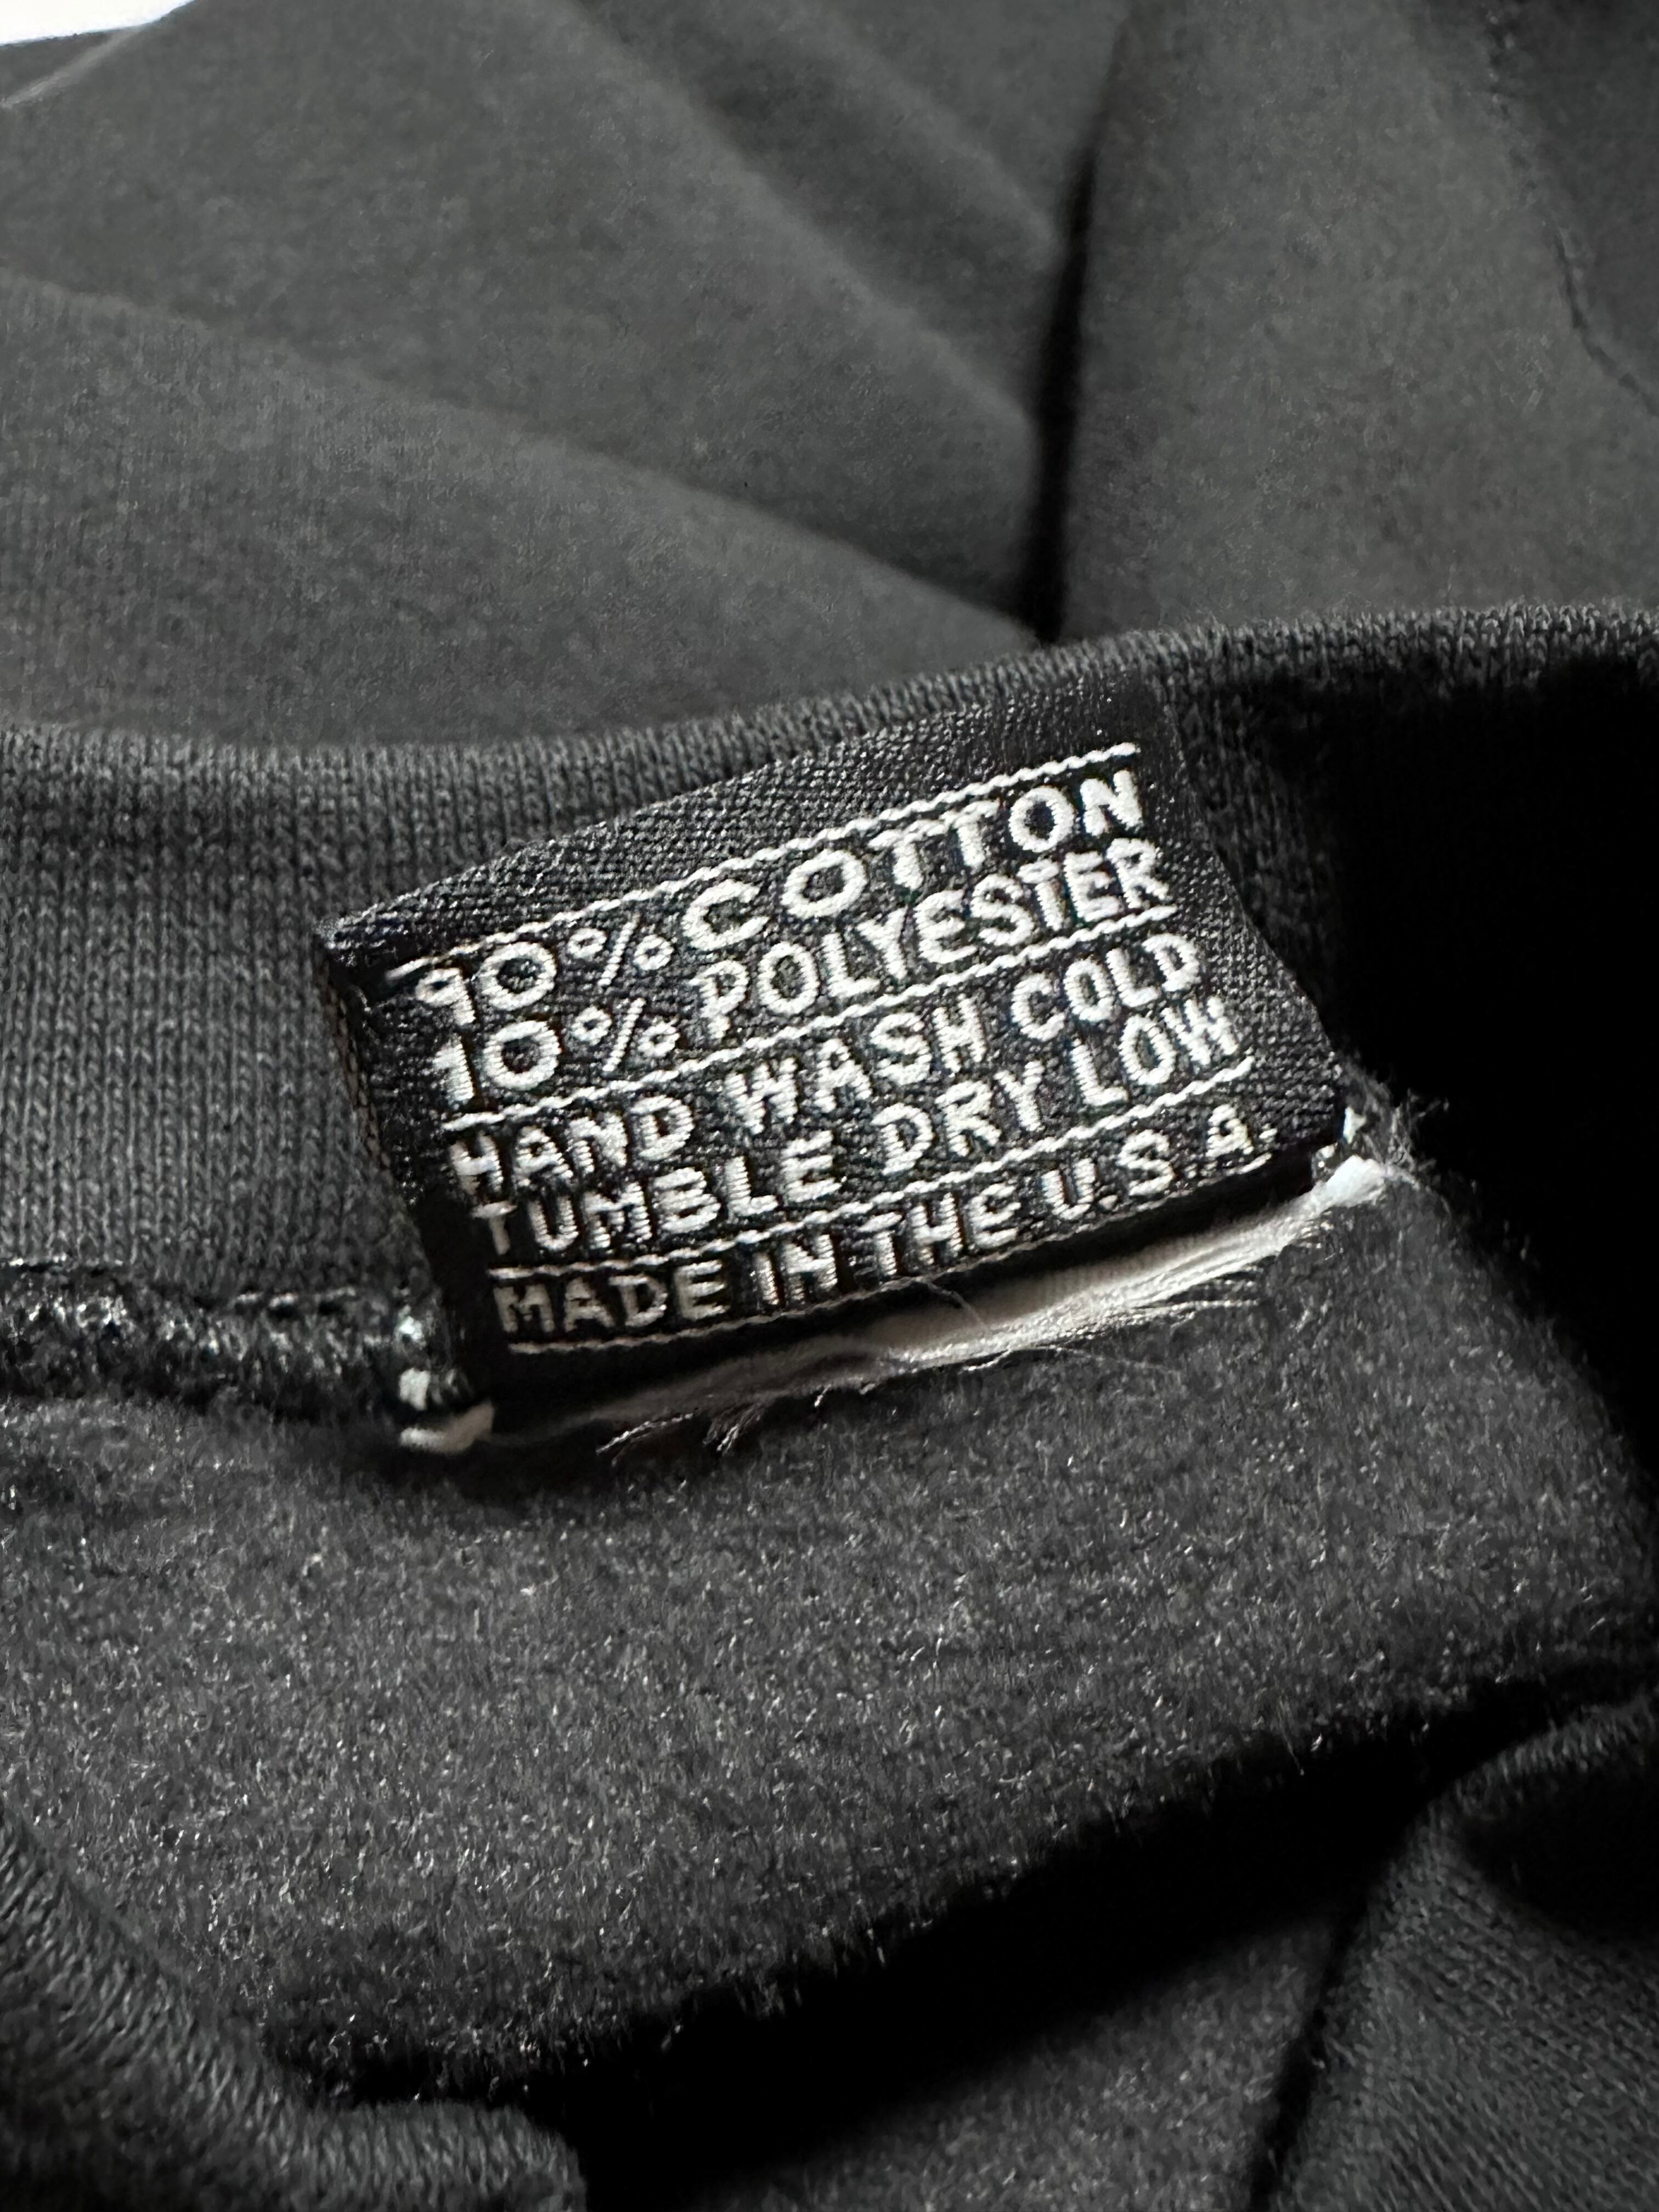 90% COTTON
10% POLYESTER
HAND WASH COLD
TUMBLE DRY LOW
MADE IN THE U.S.A.